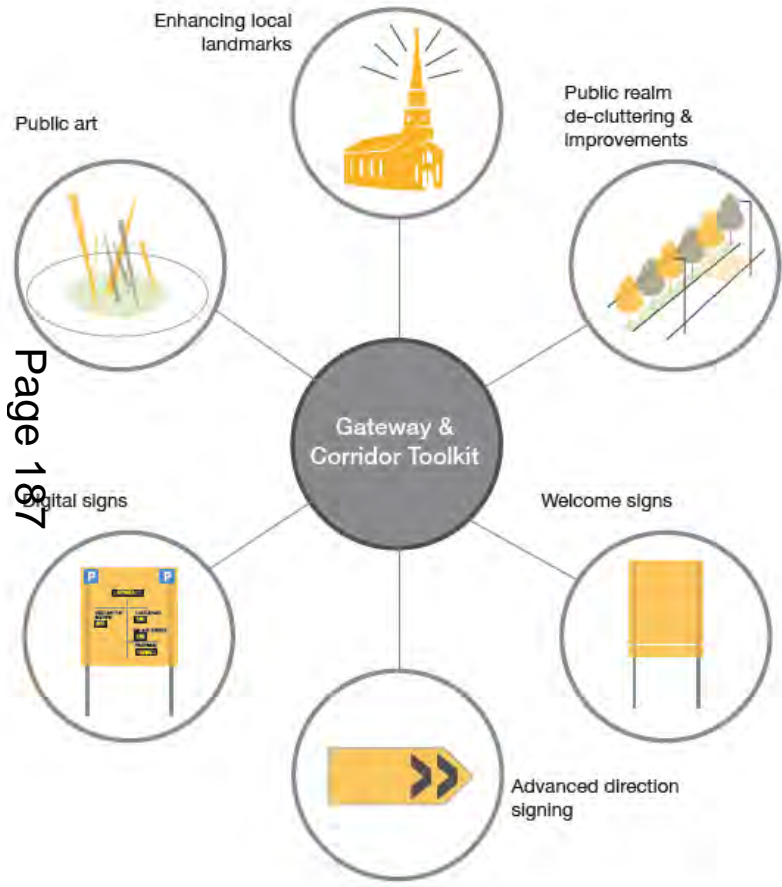 Enhancing local
landmarks
Public art
Public realm
de-cluttering &
improvements
Page 187
Gateway &
Corridor Toolkit
Digital signs
P P
Welcome signs
Advanced direction
signing